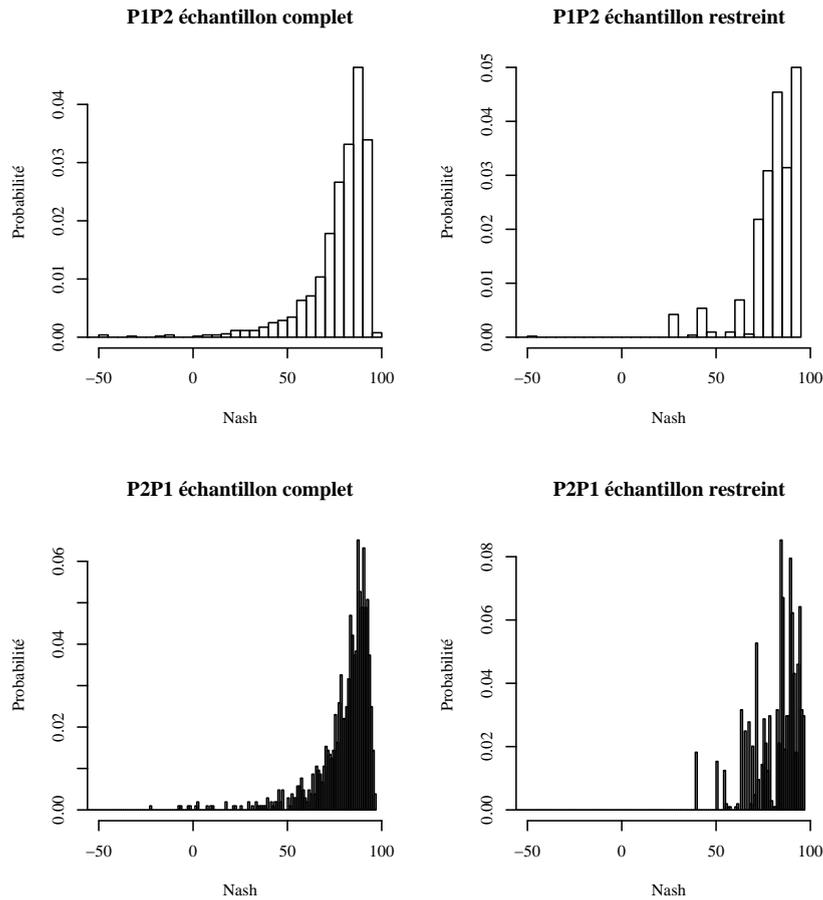 P1P2 échantillon complet
Probabilité
0.00 0.01 0.02 0.03 0.04
−50 0 50 100
Nash
P1P2 échantillon restreint
Probabilité
0.00 0.01 0.02 0.03 0.04 0.05
−50 0 50 100
Nash
P2P1 échantillon complet
Probabilité
0.00 0.02 0.04 0.06
−50 0 50 100
Nash
P2P1 échantillon restreint
Probabilité
0.00 0.02 0.04 0.06 0.08
−50 0 50 100
Nash